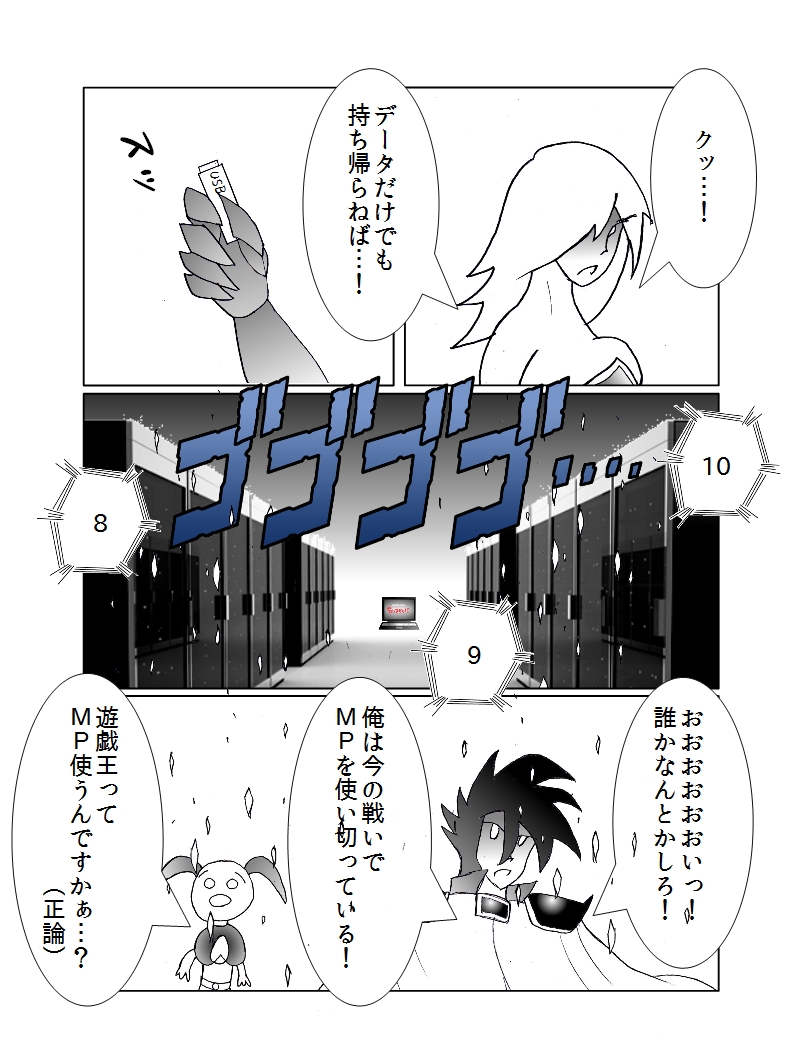 クッ…！
データだけでも
持ち帰らねば…！
ズッ
USB
ゴゴゴゴ‥‥
10
9
8
おおおおおおいっ！
誰かなんとかしろ！
俺は今の戦いで
ＭＰを使い切っている！
遊戯王って
ＭＰ使うんですかぁ…？
（正論）